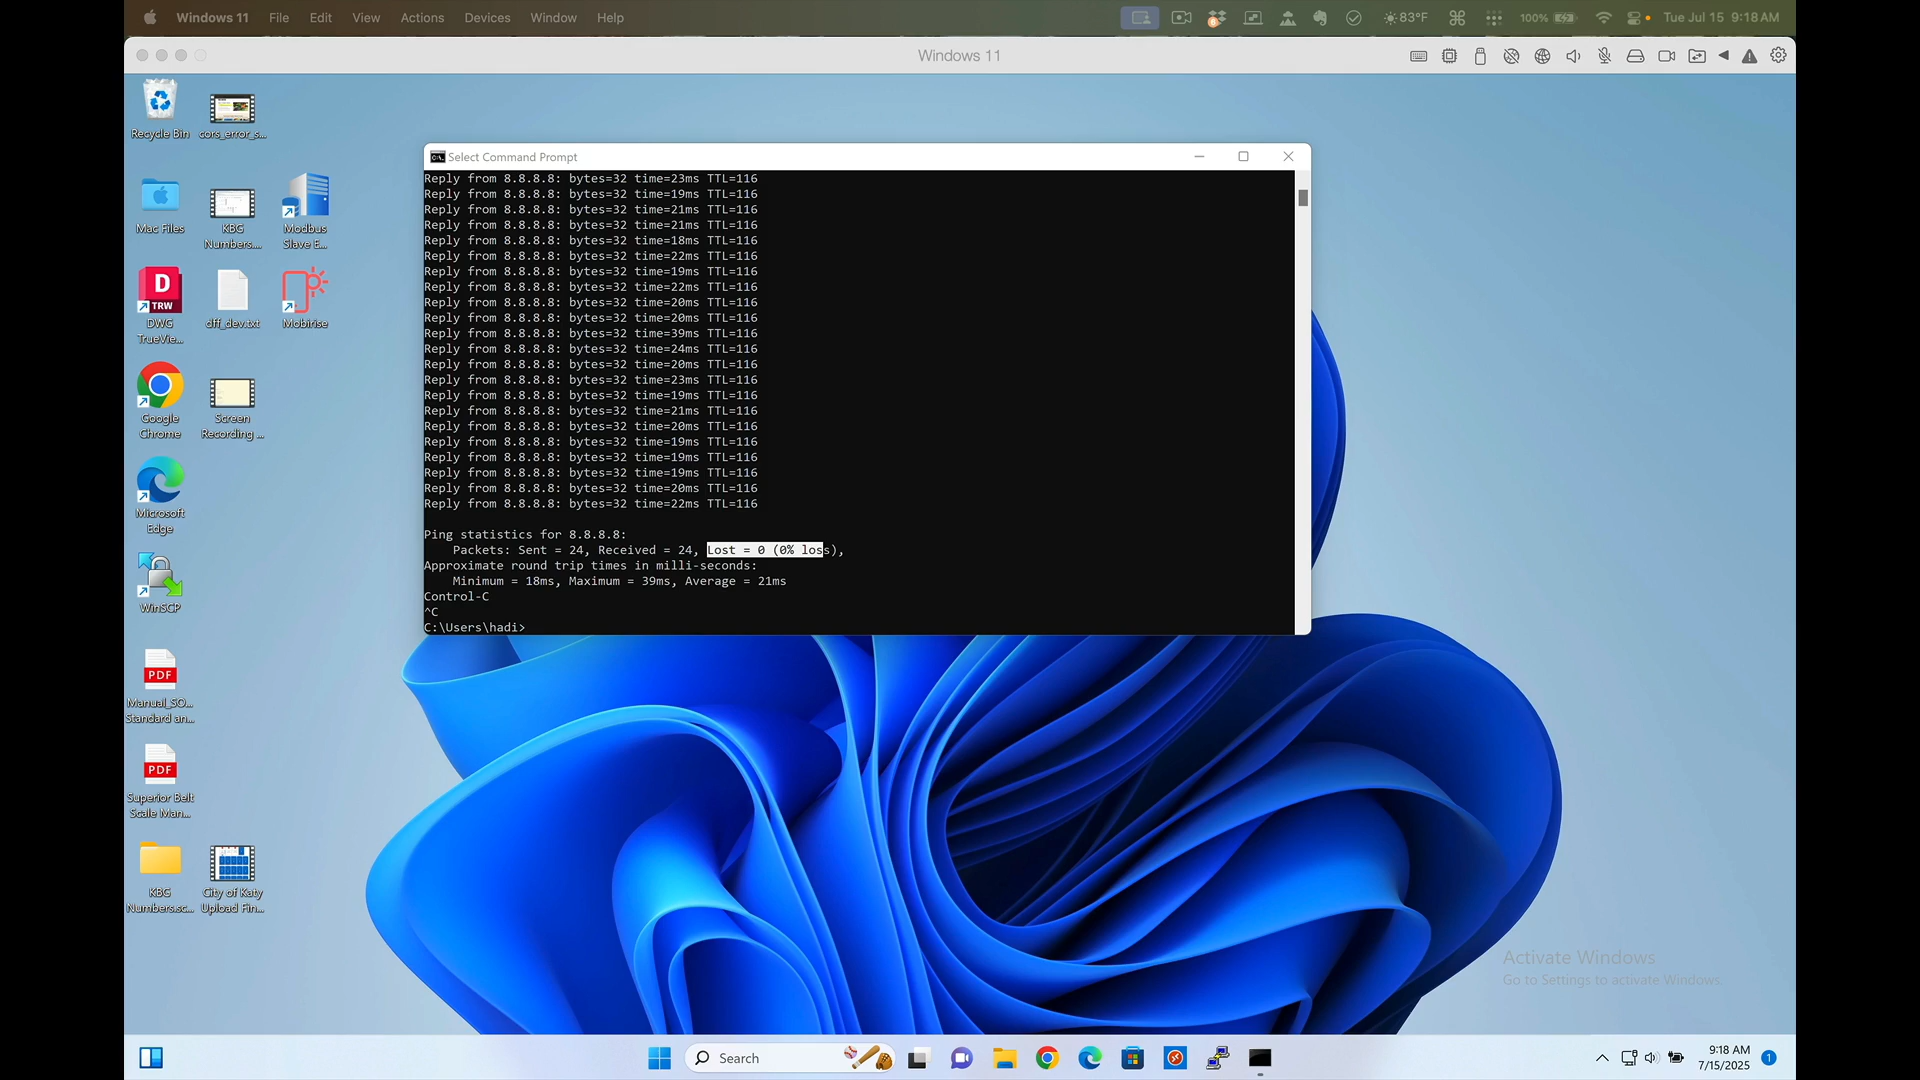 Windows 11 File Edit View Actions Devices Window Help
6 83°F 100% Tue Jul 15 9:18 AM
Windows 11
Recycle Bin
cors_error_s...
Mac Files
KBG
Numbers....
Modbus
Slave E...
D
TRW
DWG
TrueVie...
dff_dev.txt
Mobirise
Google
Chrome
Screen
Recording ...
Microsoft
Edge
WinSCP
PDF
Manual_SO...
Standard an...
PDF
Superior Belt
Scale Man...
KBG
Numbers.sc...
City of Katy
Upload Fin...
C:\. Select Command Prompt
Reply from 8.8.8.8: bytes=32 time=23ms TTL=116
Reply from 8.8.8.8: bytes=32 time=19ms TTL=116
Reply from 8.8.8.8: bytes=32 time=21ms TTL=116
Reply from 8.8.8.8: bytes=32 time=21ms TTL=116
Reply from 8.8.8.8: bytes=32 time=18ms TTL=116
Reply from 8.8.8.8: bytes=32 time=22ms TTL=116
Reply from 8.8.8.8: bytes=32 time=19ms TTL=116
Reply from 8.8.8.8: bytes=32 time=22ms TTL=116
Reply from 8.8.8.8: bytes=32 time=20ms TTL=116
Reply from 8.8.8.8: bytes=32 time=20ms TTL=116
Reply from 8.8.8.8: bytes=32 time=39ms TTL=116
Reply from 8.8.8.8: bytes=32 time=24ms TTL=116
Reply from 8.8.8.8: bytes=32 time=20ms TTL=116
Reply from 8.8.8.8: bytes=32 time=23ms TTL=116
Reply from 8.8.8.8: bytes=32 time=19ms TTL=116
Reply from 8.8.8.8: bytes=32 time=21ms TTL=116
Reply from 8.8.8.8: bytes=32 time=20ms TTL=116
Reply from 8.8.8.8: bytes=32 time=19ms TTL=116
Reply from 8.8.8.8: bytes=32 time=19ms TTL=116
Reply from 8.8.8.8: bytes=32 time=19ms TTL=116
Reply from 8.8.8.8: bytes=32 time=20ms TTL=116
Reply from 8.8.8.8: bytes=32 time=22ms TTL=116
Ping statistics for 8.8.8.8:
Packets: Sent = 24, Received = 24, Lost = 0 (0% loss),
Approximate round trip times in milli-seconds:
Minimum = 18ms, Maximum = 39ms, Average = 21ms
Control-C
^C
C:\Users\hadi>
Activate Windows
Go to Settings to activate Windows.
Search
9:18 AM
7/15/2025
1